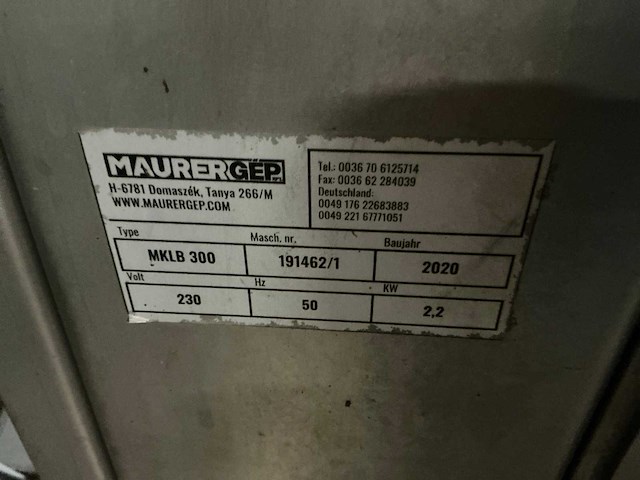 MAURERGÉP
H-6781 Domaszék, Tanya 266/M
WWW.MAURERGEP.COM
Tel.: 0036 70 6125714
Fax: 0036 62 284039
Deutschland:
0049 176 22683883
0049 221 67771051
Type Masch. nr. Baujahr
MKLB 300 191462/1 2020
Volt Hz KW
230 50 2,2